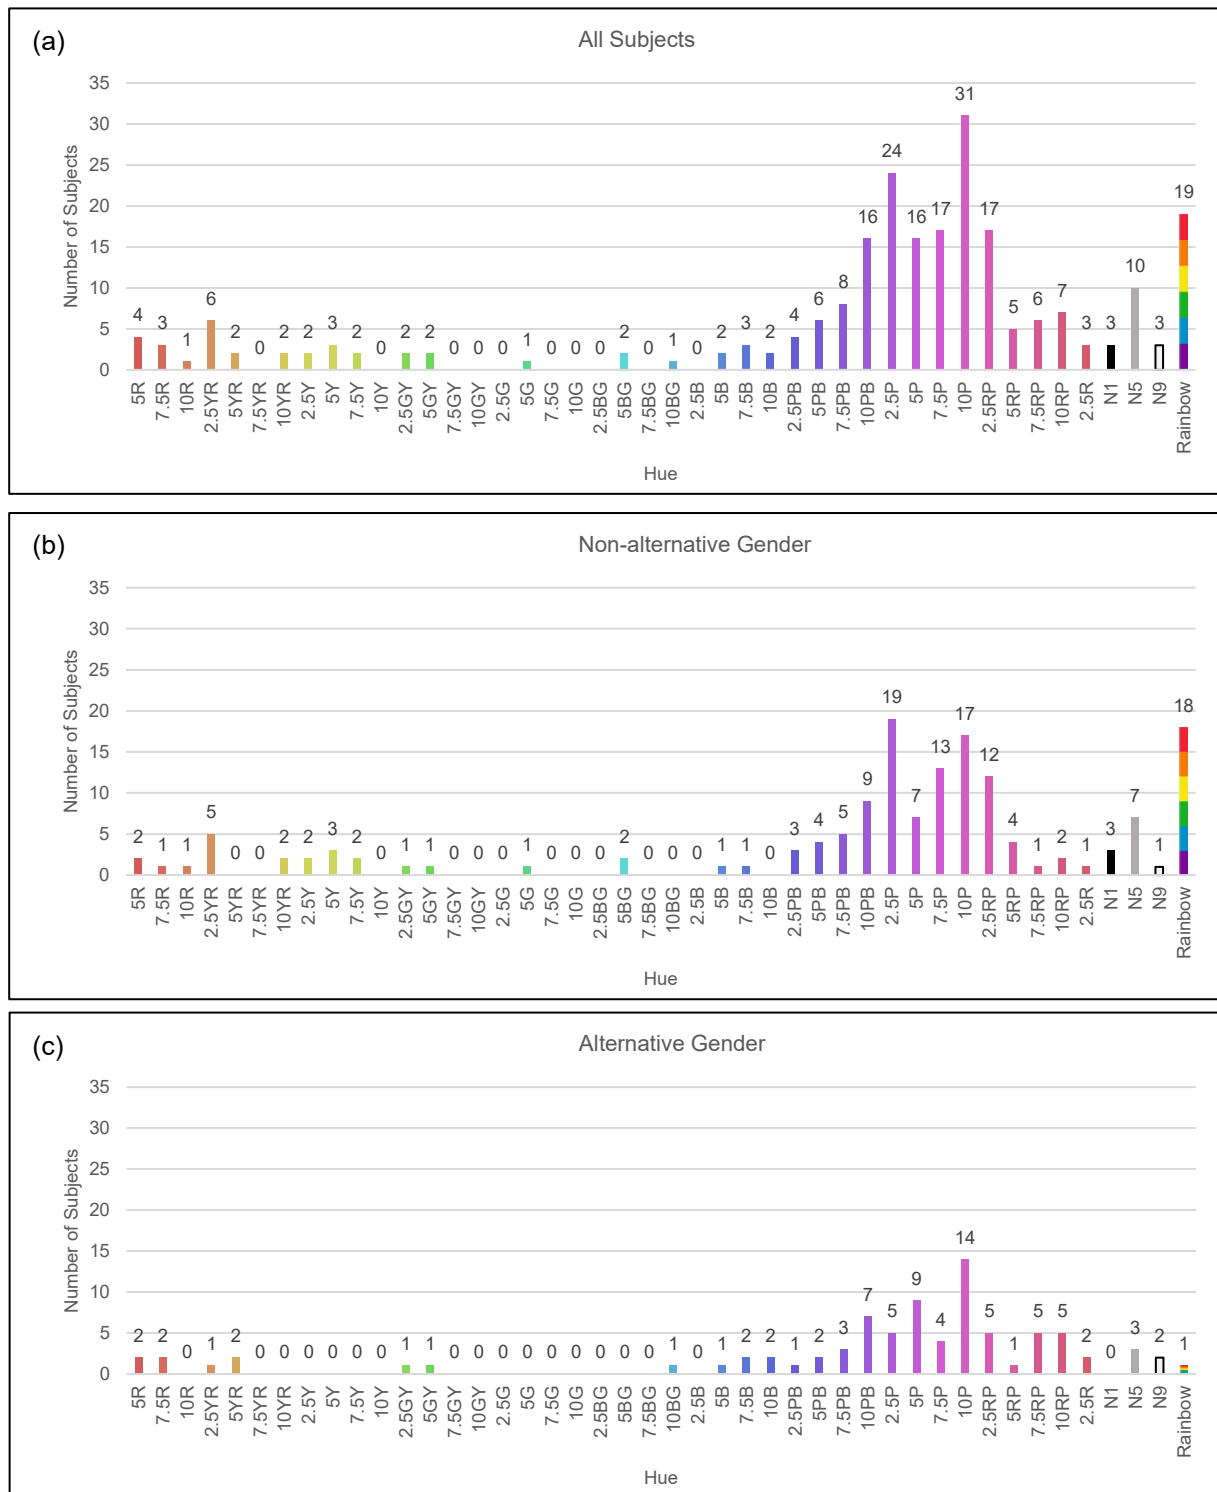 (a)
All Subjects
Number of Subjects
35
30
25
20
15
10
5
0
4 3 1 6 2 0 2 2 3 2 0 2 2 0 0 0 1 0 0 0 2 0 1 0 2 3 2 4 6 8 16 24 16 17 31 17 5 6 7 3 3 10 3 19
5R 7.5R 10R 2.5YR 5YR 7.5YR 10YR 2.5Y 5Y 7.5Y 10Y 2.5GY 5GY 7.5GY 10GY 2.5G 5G 7.5G 10G 2.5BG 5BG 7.5BG 10BG 2.5B 5B 7.5B 10B 2.5PB 5PB 7.5PB 10PB 2.5P 5P 7.5P 10P 2.5RP 5RP 7.5RP 10RP 2.5R N1 N5 N9 Rainbow
Hue
(b)
Non-alternative Gender
Number of Subjects
35
30
25
20
15
10
5
0
2 1 1 5 0 0 2 2 3 2 0 1 1 0 0 0 1 0 0 0 2 0 0 0 1 1 0 3 4 5 9 19 7 13 17 12 4 1 2 1 3 7 1 18
5R 7.5R 10R 2.5YR 5YR 7.5YR 10YR 2.5Y 5Y 7.5Y 10Y 2.5GY 5GY 7.5GY 10GY 2.5G 5G 7.5G 10G 2.5BG 5BG 7.5BG 10BG 2.5B 5B 7.5B 10B 2.5PB 5PB 7.5PB 10PB 2.5P 5P 7.5P 10P 2.5RP 5RP 7.5RP 10RP 2.5R N1 N5 N9 Rainbow
Hue
(c)
Alternative Gender
Number of Subjects
35
30
25
20
15
10
5
0
2 2 0 1 2 0 0 0 0 0 0 1 1 0 0 0 0 0 0 0 0 0 1 0 1 2 2 1 2 3 7 5 9 4 14 5 1 5 5 2 0 3 2 1
5R 7.5R 10R 2.5YR 5YR 7.5YR 10YR 2.5Y 5Y 7.5Y 10Y 2.5GY 5GY 7.5GY 10GY 2.5G 5G 7.5G 10G 2.5BG 5BG 7.5BG 10BG 2.5B 5B 7.5B 10B 2.5PB 5PB 7.5PB 10PB 2.5P 5P 7.5P 10P 2.5RP 5RP 7.5RP 10RP 2.5R N1 N5 N9 Rainbow
Hue